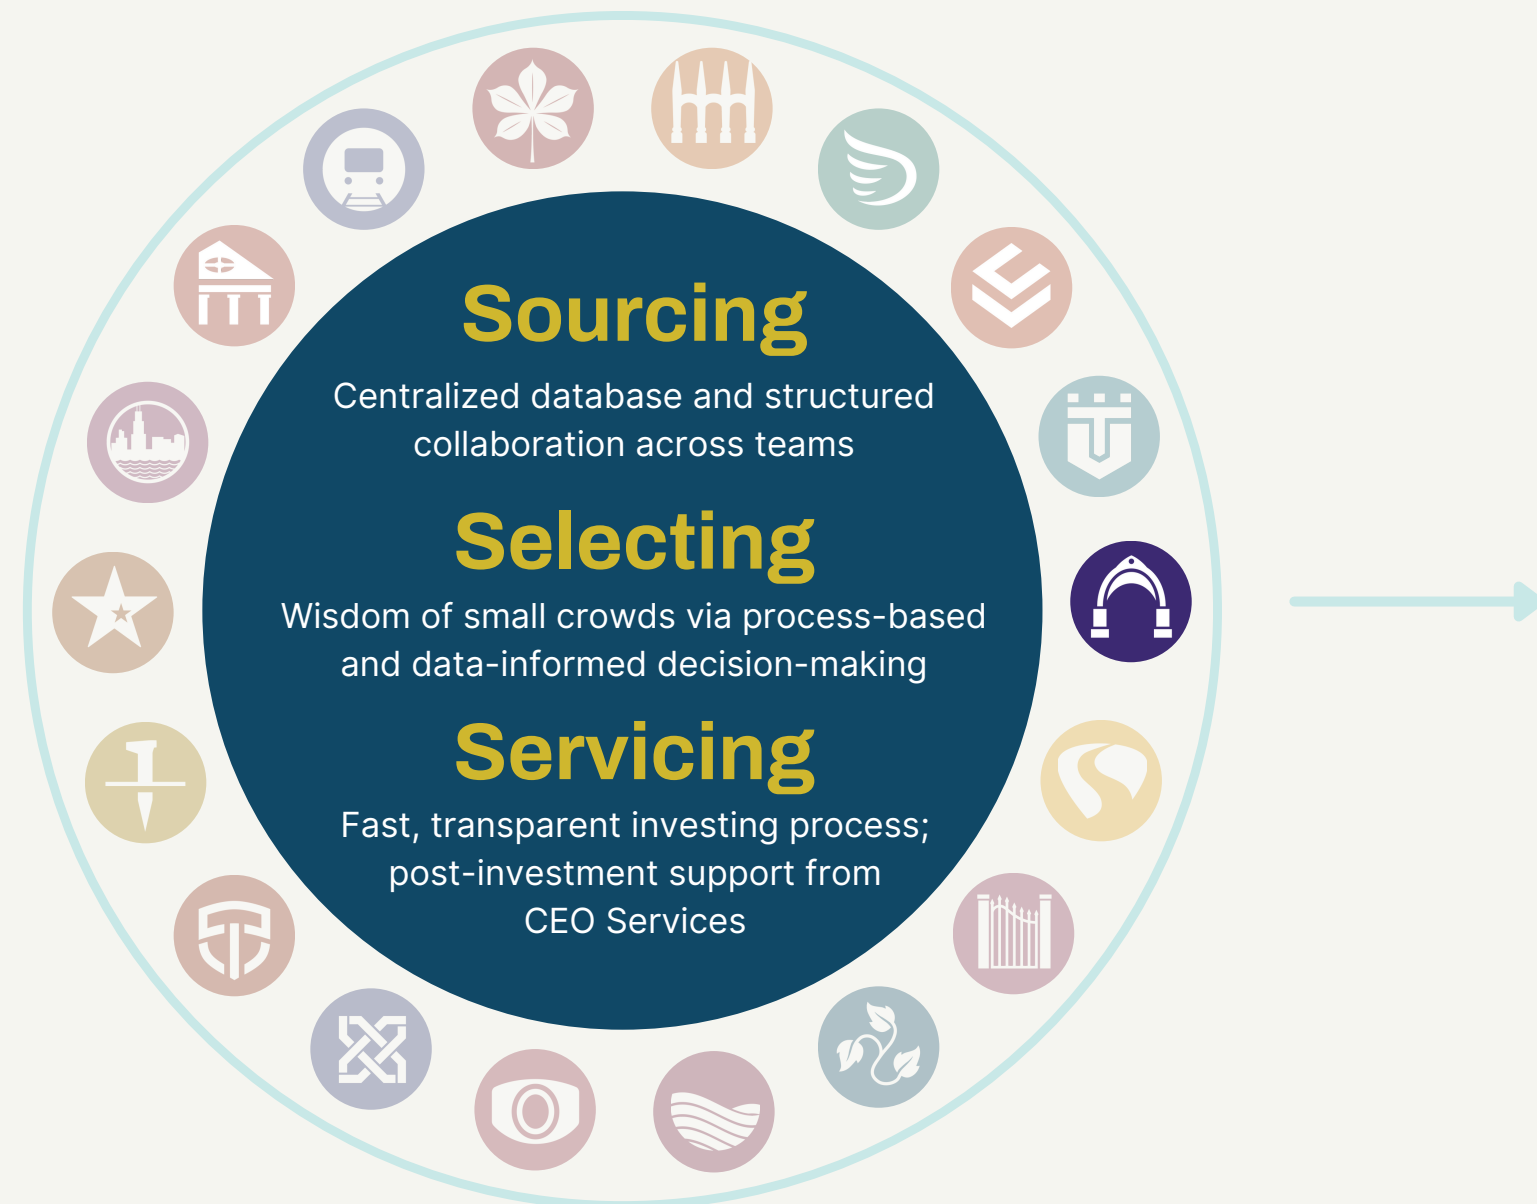 Sourcing
Centralized database and structured
collaboration across teams
Selecting
Wisdom of small crowds via process-based
and data-informed decision-making
Servicing
Fast, transparent investing process;
post-investment support from
CEO Services